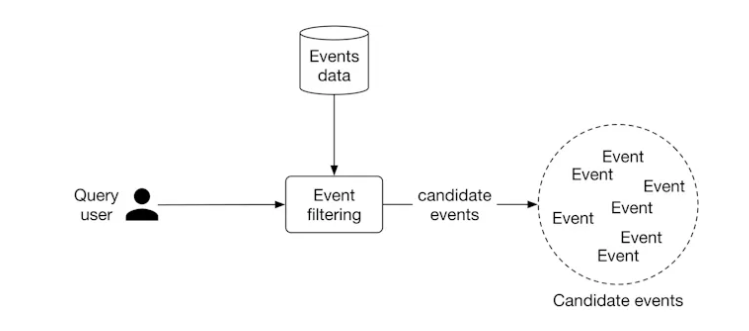 Events
data
Query
user
Event
filtering
candidate
events
Event
Event
Event
Event
Event
Event
Event
Candidate events